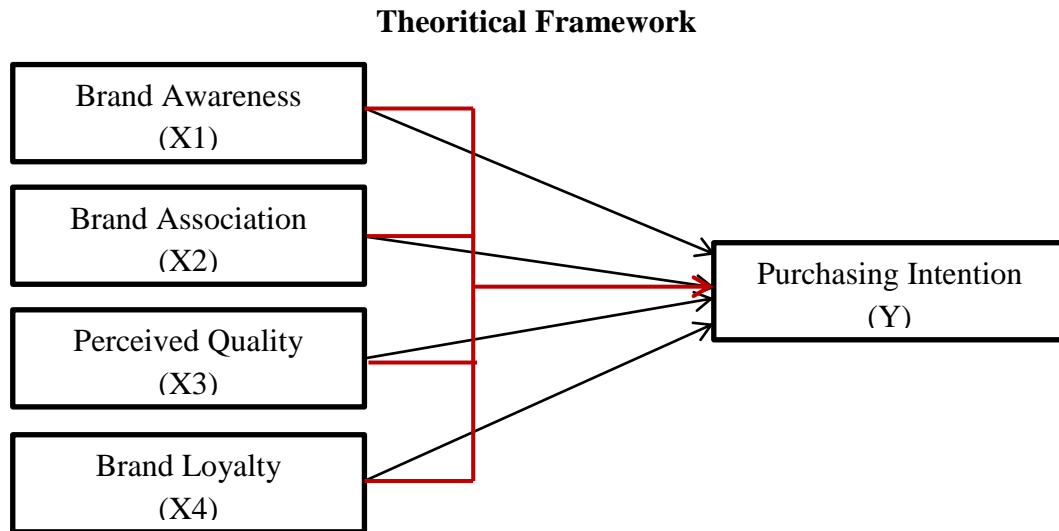 Theoritical Framework
Brand Awareness
(X1)
Brand Association
(X2)
Perceived Quality
(X3)
Brand Loyalty
(X4)
Purchasing Intention
(Y)